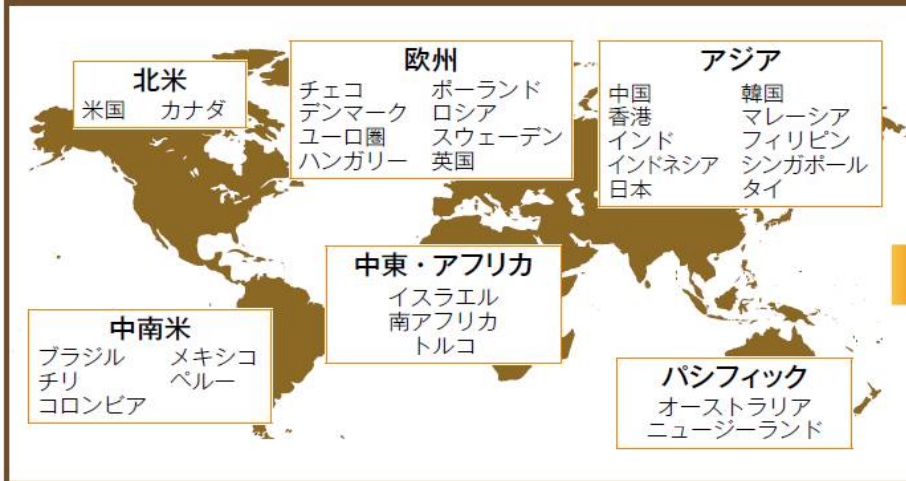 北米
米国 カナダ
欧州
チェコ ポーランド
デンマーク ロシア
ユーロ圏 スウェーデン
ハンガリー 英国
アジア
中国 韓国
香港 マレーシア
インド フィリピン
インドネシア シンガポール
日本 タイ
中東・アフリカ
イスラエル
南アフリカ
トルコ
中南米
ブラジル メキシコ
チリ ペルー
コロンビア
パシフィック
オーストラリア
ニュージーランド